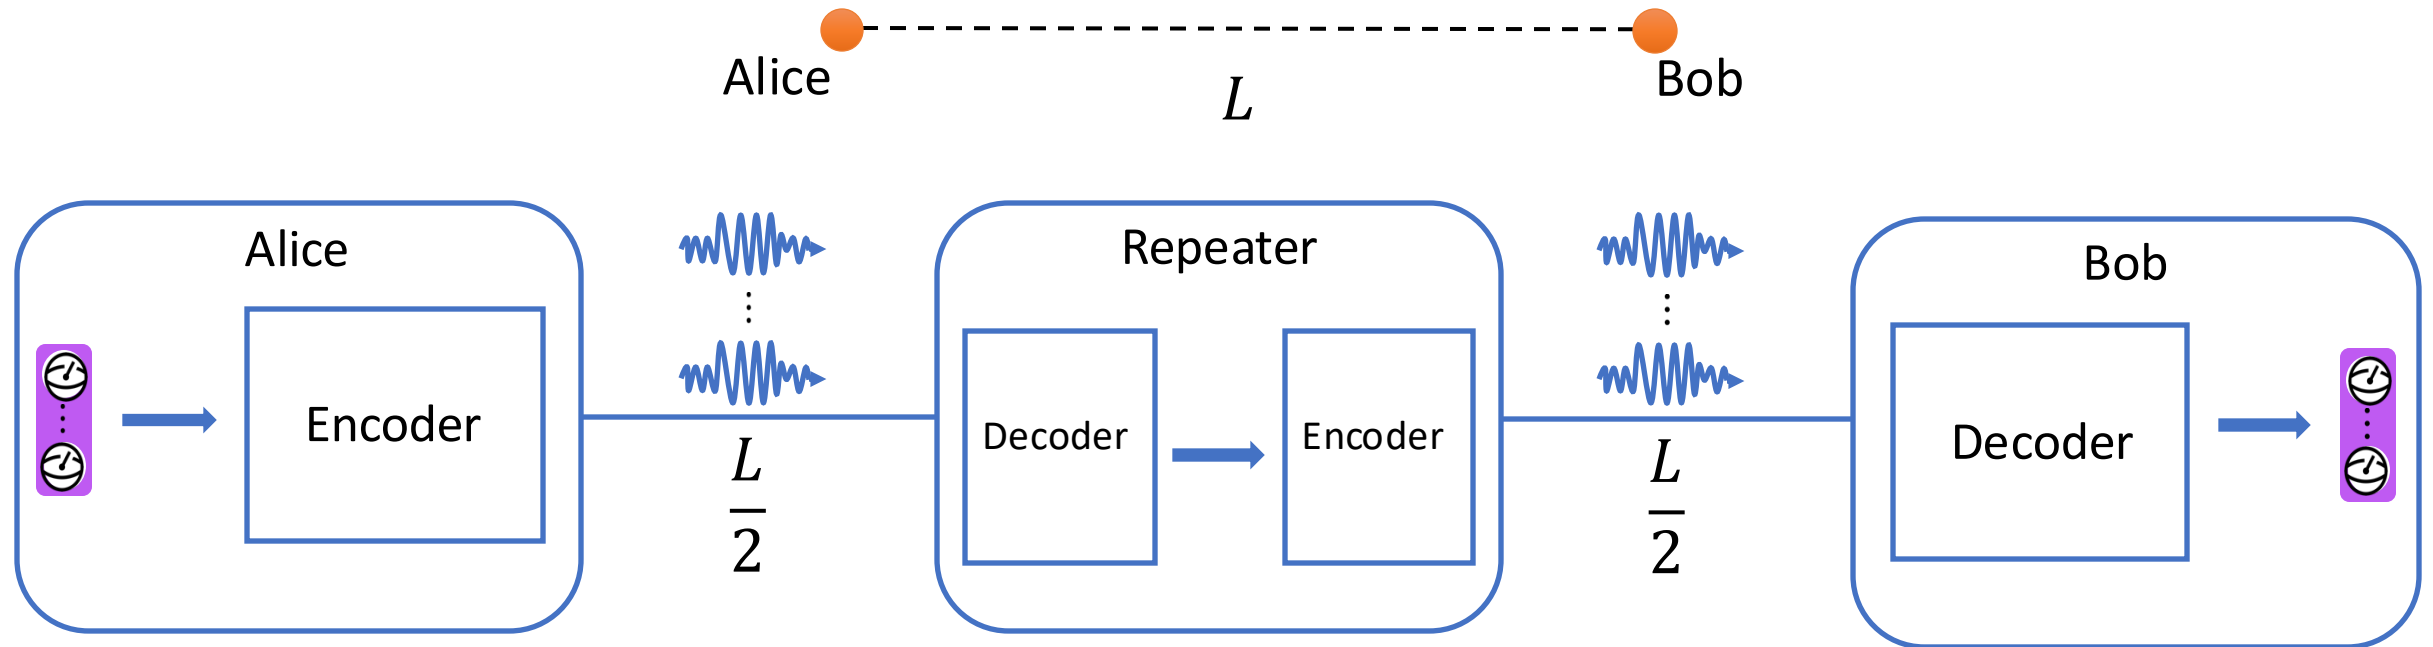 Alice
Bob
L
Alice
Repeater
Bob
Encoder
Decoder
Encoder
Decoder
L
2
L
2